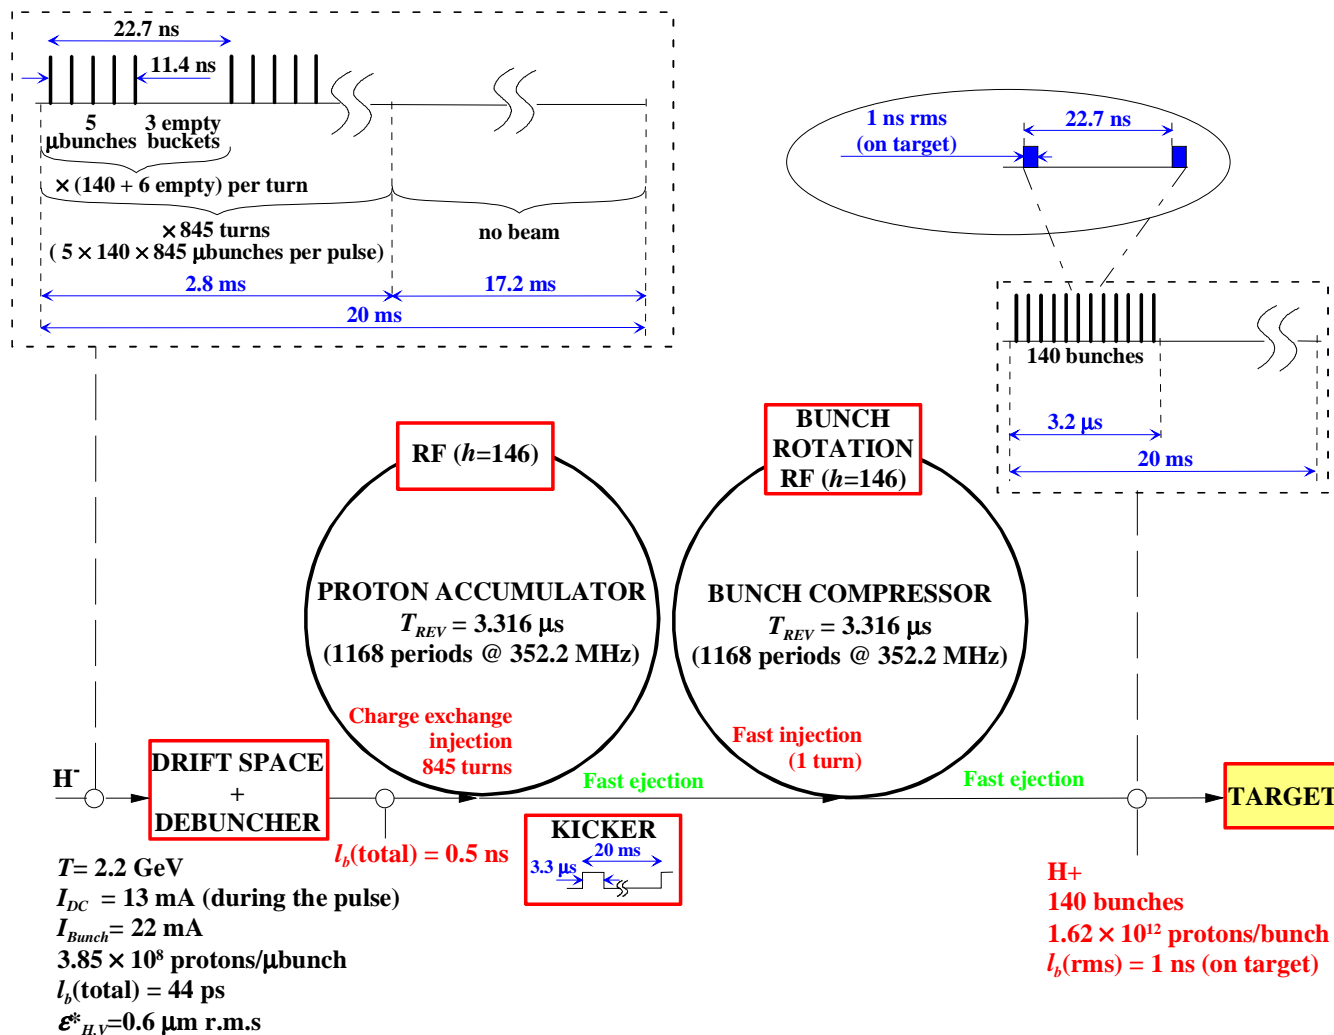 22.7 ns
11.4 ns
5
µbunches
3 empty
buckets
× (140 + 6 empty) per turn
× 845 turns
( 5 × 140 × 845 µbunches per pulse)
no beam
2.8 ms
17.2 ms
20 ms
1 ns rms
(on target)
22.7 ns
140 bunches
3.2 µs
20 ms
RF (h=146)
BUNCH
ROTATION
RF (h=146)
PROTON ACCUMULATOR
T_REV = 3.316 µs
(1168 periods @ 352.2 MHz)
BUNCH COMPRESSOR
T_REV = 3.316 µs
(1168 periods @ 352.2 MHz)
Charge exchange
injection
845 turns
Fast injection
(1 turn)
H⁻
DRIFT SPACE
+
DEBUNCHER
Fast ejection
Fast ejection
TARGET
l_b(total) = 0.5 ns
KICKER
20 ms
3.3 µs
T= 2.2 GeV
I_DC = 13 mA (during the pulse)
I_Bunch= 22 mA
3.85 × 10⁸ protons/µbunch
l_b(total) = 44 ps
ε*_H,V=0.6 µm r.m.s
H+
140 bunches
1.62 × 10¹² protons/bunch
l_b(rms) = 1 ns (on target)